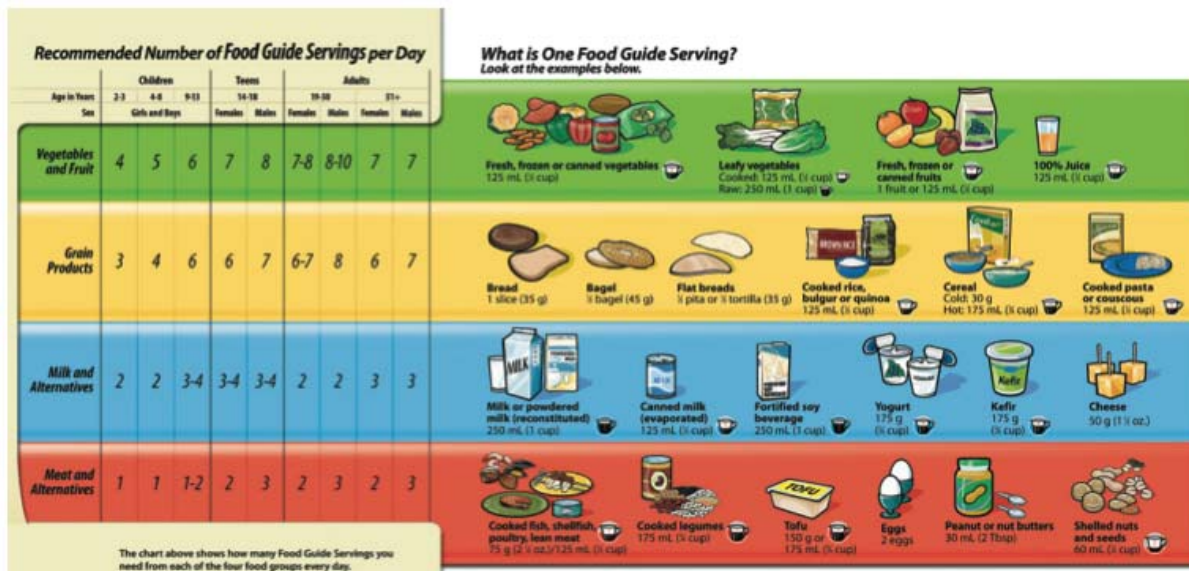 Recommended Number of Food Guide Servings per Day
Children Teens Adults
Age in Years 2-3 4-8 9-13 14-18 19-50 51+
Sex Girls and Boys Females Males Females Males Females Males
Vegetables and Fruit 4 5 6 7 8 7-8 8-10 7 7
Grain Products 3 4 6 6 7 6-7 8 6 7
Milk and Alternatives 2 2 3-4 3-4 3-4 2 2 3 3
Meat and Alternatives 1 1 1-2 2 3 2 3 2 3
The chart above shows how many Food Guide Servings you
need from each of the four food groups every day.
What is One Food Guide Serving?
Look at the examples below.
Fresh, frozen or canned vegetables
125 mL (½ cup)
Leafy vegetables
Cooked: 125 mL (½ cup)
Raw: 250 mL (1 cup)
Fresh, frozen or
canned fruits
1 fruit or 125 mL (½ cup)
100% Juice
125 mL (½ cup)
BROWN RICE
Bread
1 slice (35 g)
Bagel
½ bagel (45 g)
Flat breads
½ pita or ½ tortilla (35 g)
Cooked rice,
bulgur or quinoa
125 mL (½ cup)
Cereal
Cold: 30 g
Hot: 175 mL (¾ cup)
Cooked pasta
or couscous
125 mL (½ cup)
MILK
Kefir
Milk or powdered
milk (reconstituted)
250 mL (1 cup)
Canned milk
(evaporated)
125 mL (½ cup)
Fortified soy
beverage
250 mL (1 cup)
Yogurt
175 g
(¾ cup)
Kefir
175 g
(¾ cup)
Cheese
50 g (1 ½ oz.)
TOFU
Cooked fish, shellfish,
poultry, lean meat
75 g (2 ½ oz.)/125 mL (½ cup)
Cooked legumes
175 mL (¾ cup)
Tofu
150 g or
175 mL (¾ cup)
Eggs
2 eggs
Peanut or nut butters
30 mL (2 Tbsp)
Shelled nuts
and seeds
60 mL (¼ cup)